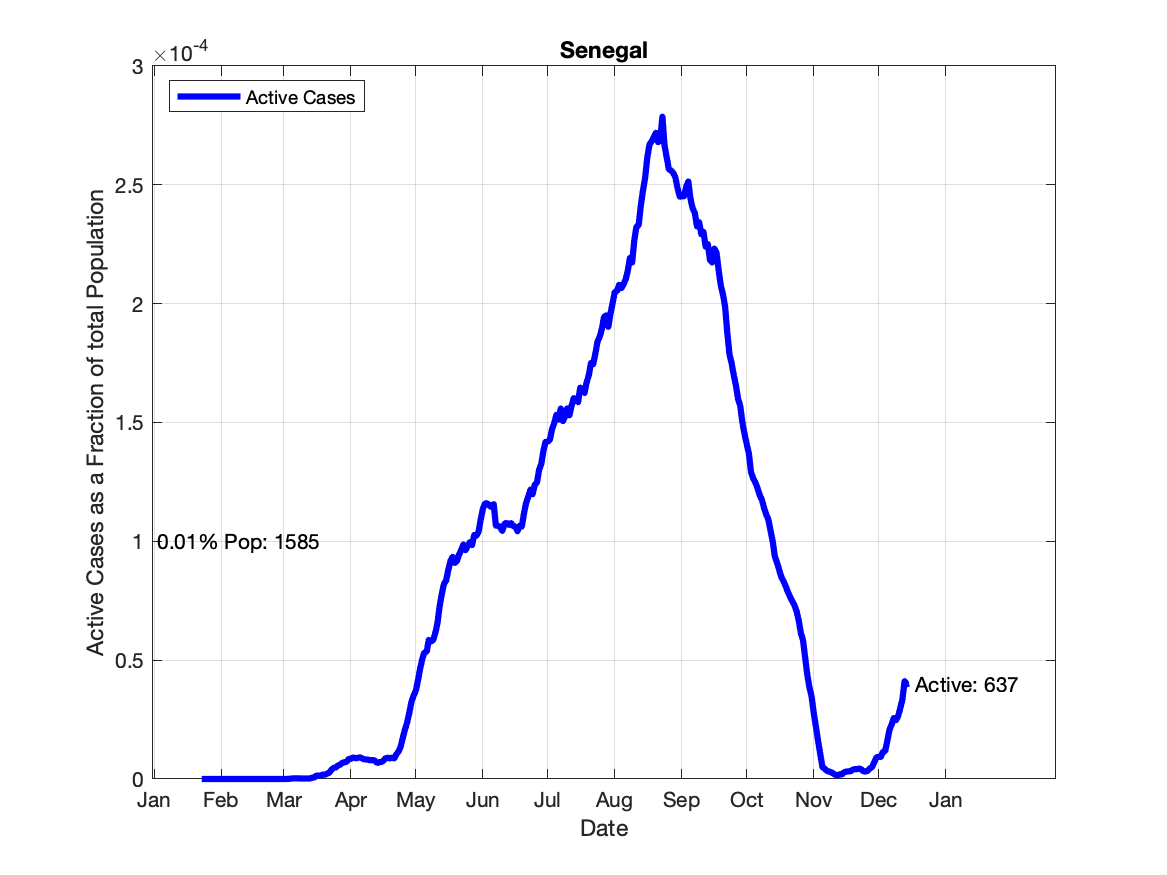 Senegal
×10-4
Active Cases
3
2.5
2
1.5
1
0.5
0
0.01% Pop: 1585
Active: 637
Active Cases as a Fraction of total Population
Jan Feb Mar Apr May Jun Jul Aug Sep Oct Nov Dec Jan
Date